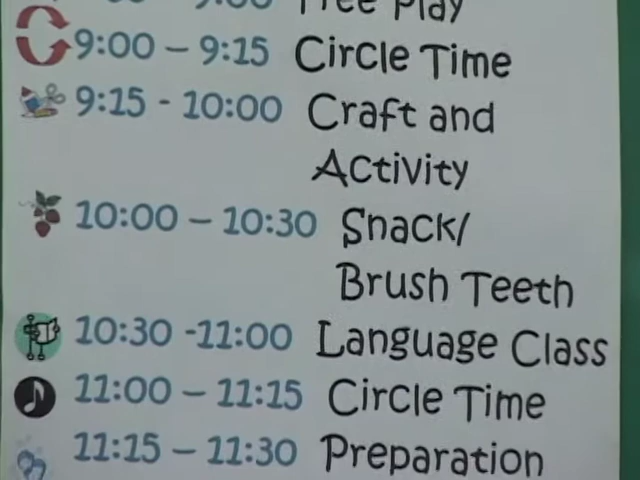 9:00 Free Play
9:00 – 9:15 Circle Time
9:15 - 10:00 Craft and
Activity
10:00 – 10:30 Snack/
Brush Teeth
10:30 -11:00 Language Class
11:00 – 11:15 Circle Time
11:15 – 11:30 Preparation